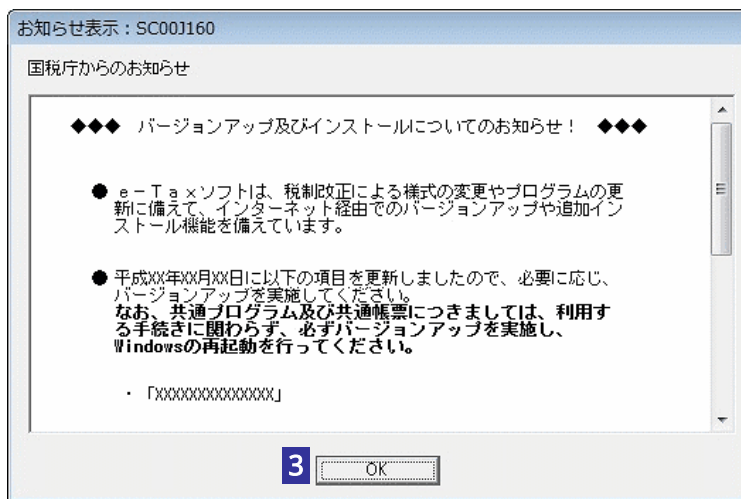 お知らせ表示：SC00J160
国税庁からのお知らせ
◆◆◆ バージョンアップ及びインストールについてのお知らせ！ ◆◆◆
● ｅ－Ｔａｘソフトは、税制改正による様式の変更やプログラムの更
新に備えて、インターネット経由でのバージョンアップや追加イン
ストール機能を備えています。
● 平成XX年XX月XX日に以下の項目を更新しましたので、必要に応じ、
バージョンアップを実施してください。
なお、共通プログラム及び共通帳票につきましては、利用す
る手続きに関わらず、必ずバージョンアップを実施し、
Windowsの再起動を行ってください。
・「XXXXXXXXXXXXXX」
3 OK